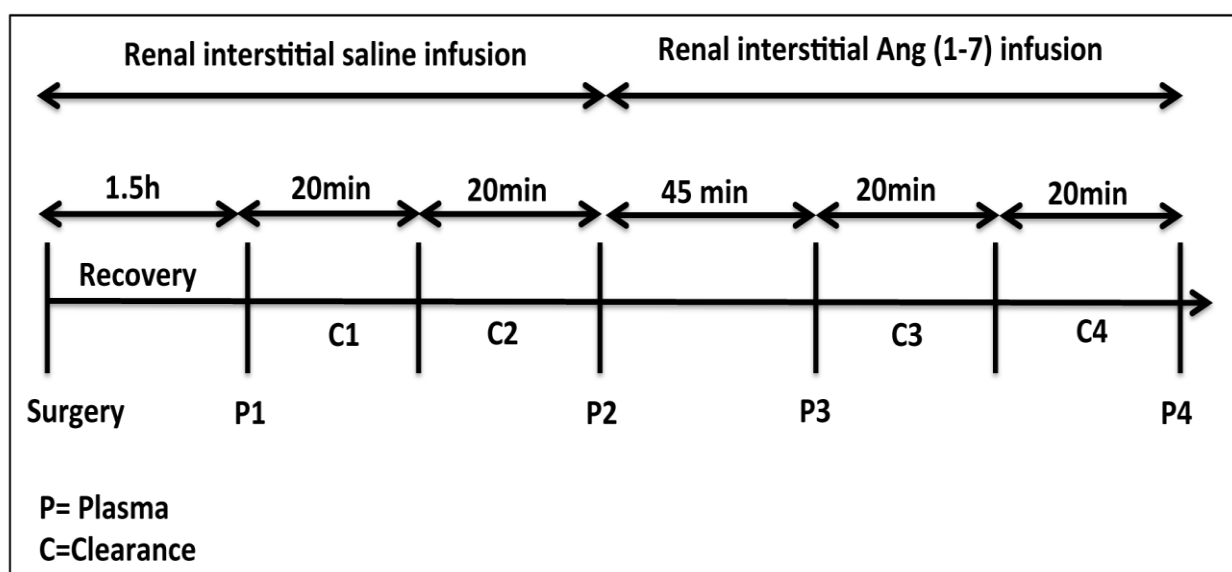 Renal interstitial saline infusion
Renal interstitial Ang (1-7) infusion
1.5h
20min
20min
45 min
20min
20min
Recovery
C1
C2
C3
C4
Surgery
P1
P2
P3
P4
P= Plasma
C=Clearance